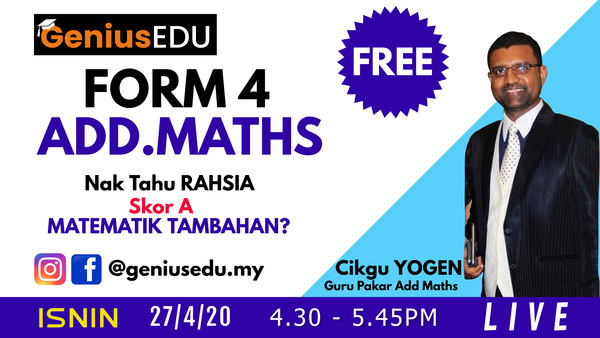 GeniusEDU
FORM 4
ADD.MATHS
FREE
Nak Tahu RAHSIA
Skor A
MATEMATIK TAMBAHAN?
@geniusedu.my
Cikgu YOGEN
Guru Pakar Add Maths
ISNIN 27/4/20 4.30 - 5.45PM LIVE